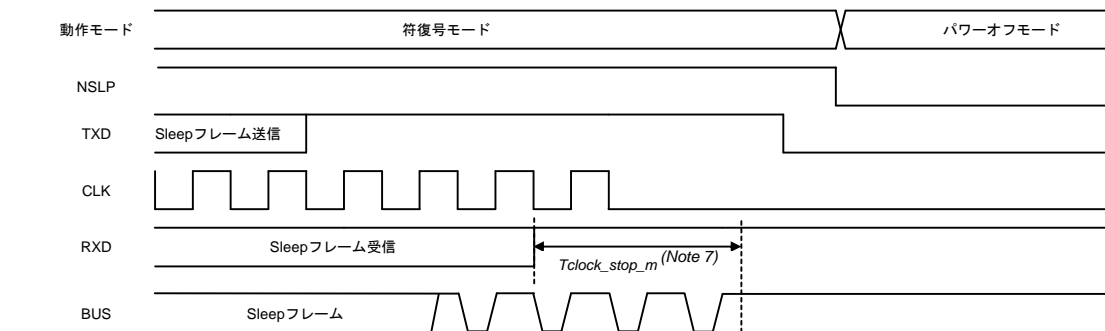 動作モード
符復号モード
パワーオフモード
NSLP
TXD
Sleepフレーム送信
CLK
RXD
Sleepフレーム受信
Tclock_stop_m (Note 7)
BUS
Sleepフレーム